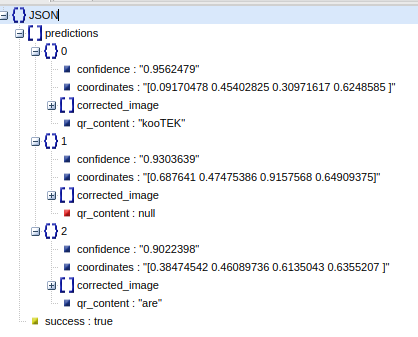 JSON
predictions
0
confidence : "0.9562479"
coordinates : "[0.09170478 0.45402825 0.30971617 0.6248585 ]"
corrected_image
qr_content : "kooTEK"
1
confidence : "0.9303639"
coordinates : "[0.687641 0.47475386 0.9157568 0.64909375]"
corrected_image
qr_content : null
2
confidence : "0.9022398"
coordinates : "[0.38474542 0.46089736 0.6135043 0.6355207 ]"
corrected_image
qr_content : "are"
success : true